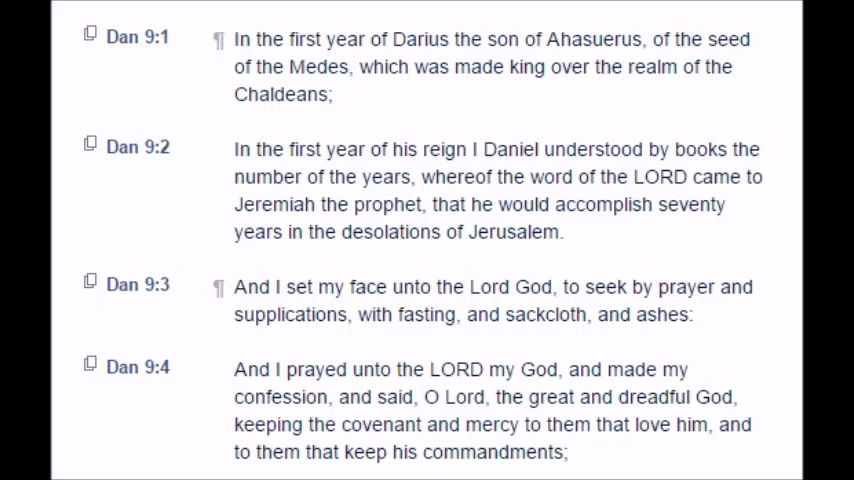 Dan 9:1 ¶ In the first year of Darius the son of Ahasuerus, of the seed
of the Medes, which was made king over the realm of the
Chaldeans;
Dan 9:2 In the first year of his reign I Daniel understood by books the
number of the years, whereof the word of the LORD came to
Jeremiah the prophet, that he would accomplish seventy
years in the desolations of Jerusalem.
Dan 9:3 ¶ And I set my face unto the Lord God, to seek by prayer and
supplications, with fasting, and sackcloth, and ashes:
Dan 9:4 And I prayed unto the LORD my God, and made my
confession, and said, O Lord, the great and dreadful God,
keeping the covenant and mercy to them that love him, and
to them that keep his commandments;